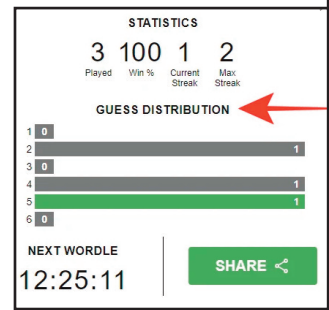 STATISTICS
3 100 1 2
Played Win % Current Streak Max Streak
GUESS DISTRIBUTION
1 0
2 1
3 0
4 1
5 1
6 0
NEXT WORDLE
12:25:11
SHARE